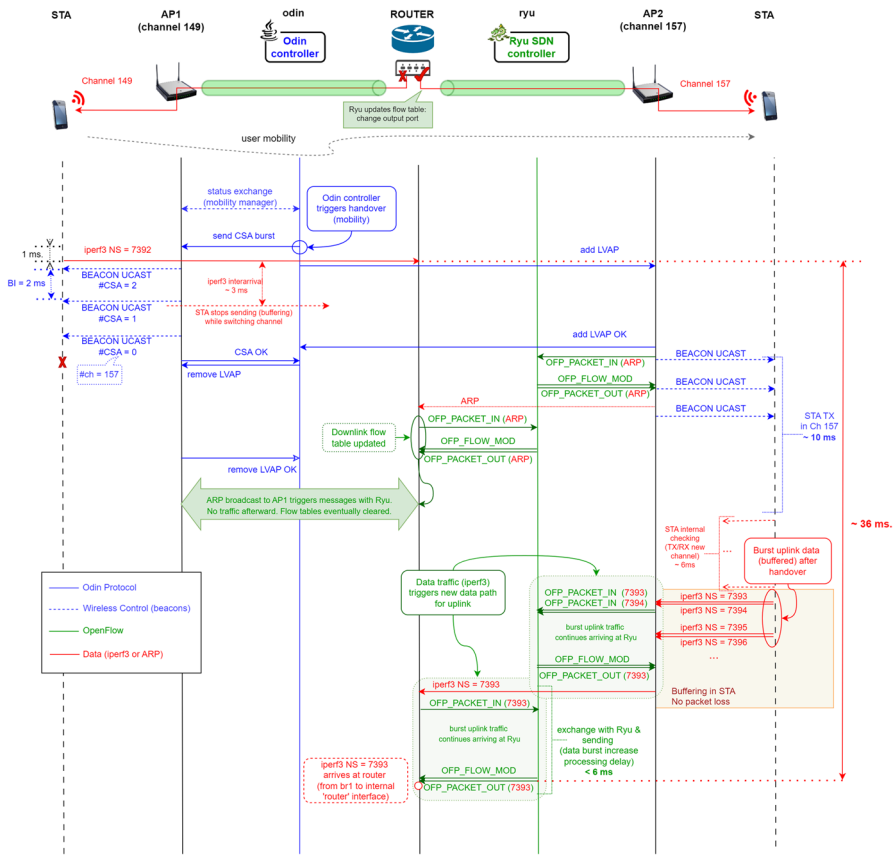 STA
AP1
(channel 149)
odin
Odin
controller
ROUTER
ryu
Ryu SDN
controller
AP2
(channel 157)
STA
Channel 149
Channel 157
Ryu updates flow table:
change output port
user mobility
status exchange
(mobility manager)
Odin controller
triggers handover
(mobility)
send CSA burst
1 ms.
iperf3 NS = 7392
add LVAP
BI = 2 ms
BEACON UCAST
#CSA = 2
iperf3 interarrival
~ 3 ms
BEACON UCAST
#CSA = 1
STA stops sending (buffering)
while switching channel
BEACON UCAST
#CSA = 0
add LVAP OK
#ch = 157
CSA OK
remove LVAP
OFP_PACKET_IN (ARP)
BEACON UCAST
OFP_FLOW_MOD
OFP_PACKET_OUT (ARP)
BEACON UCAST
ARP
BEACON UCAST
STA TX
in Ch 157
~ 10 ms
Downlink flow
table updated
OFP_PACKET_IN (ARP)
OFP_FLOW_MOD
OFP_PACKET_OUT (ARP)
remove LVAP OK
ARP broadcast to AP1 triggers messages with Ryu.
No traffic afterward. Flow tables eventually cleared.
~ 36 ms.
STA internal
checking
(TX/RX new
channel)
~ 6ms
...
Burst uplink data
(buffered) after
handover
Odin Protocol
Wireless Control (beacons)
OpenFlow
Data (iperf3 or ARP)
Data traffic (iperf3)
triggers new data path
for uplink
OFP_PACKET_IN (7393)
OFP_PACKET_IN (7394)
iperf3 NS = 7393
iperf3 NS = 7394
burst uplink traffic
continues arriving at Ryu
iperf3 NS = 7395
iperf3 NS = 7396
...
OFP_FLOW_MOD
OFP_PACKET_OUT (7393)
Buffering in STA
No packet loss
iperf3 NS = 7393
OFP_PACKET_IN (7393)
burst uplink traffic
continues arriving at Ryu
exchange with Ryu &
sending
(data burst increase
processing delay)
< 6 ms
iperf3 NS = 7393
arrives at router
(from br1 to internal
'router' interface)
OFP_FLOW_MOD
OFP_PACKET_OUT (7393)